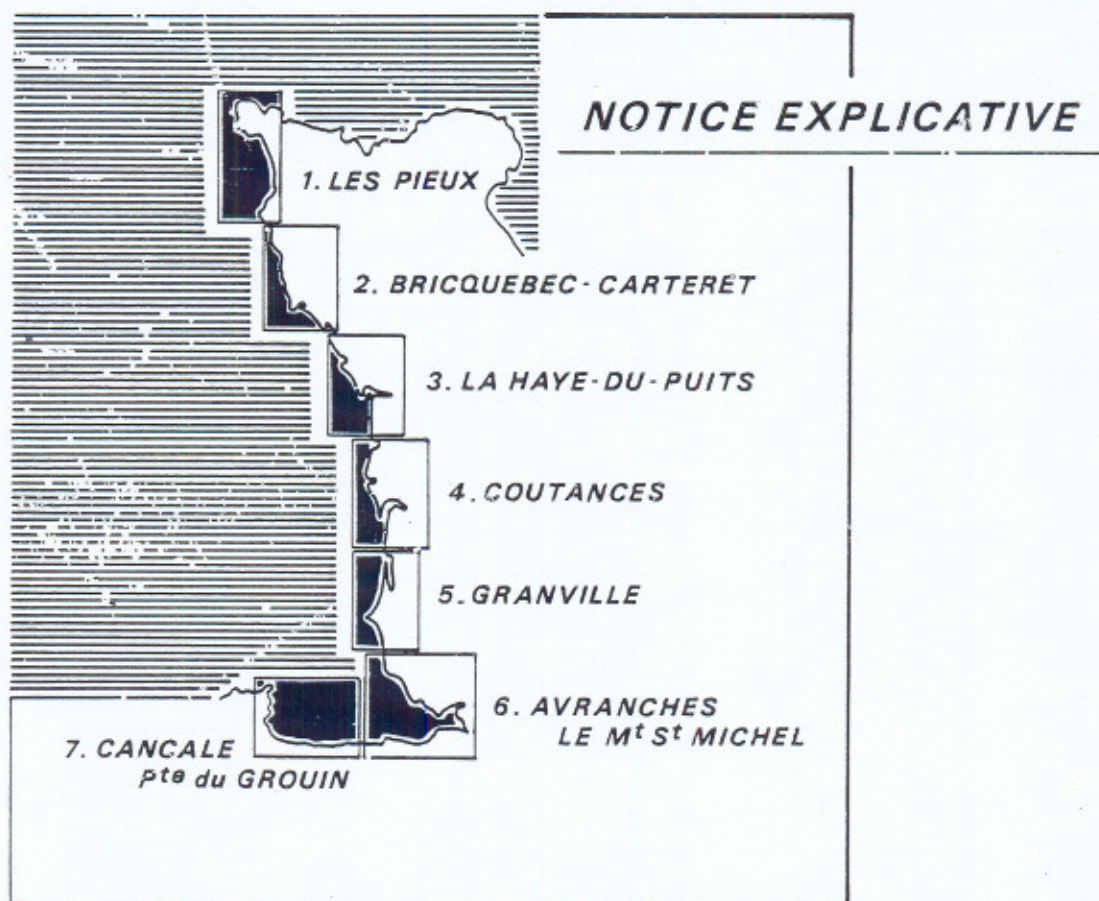 NOTICE EXPLICATIVE
1. LES PIEUX
2. BRICQUEBEC-CARTERET
3. LA HAYE-DU-PUITS
4. COUTANCES
5. GRANVILLE
6. AVRANCHES
LE Mt St MICHEL
7. CANCALE
Pte du GROUIN